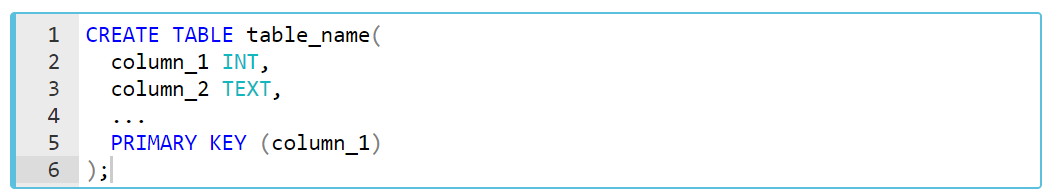 1 CREATE TABLE table_name(
2   column_1 INT,
3   column_2 TEXT,
4   ...
5   PRIMARY KEY (column_1)
6 );